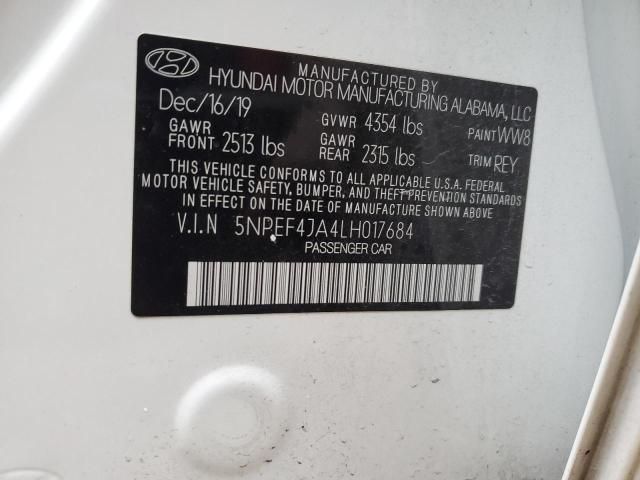 MANUFACTURED BY
HYUNDAI MOTOR MANUFACTURING ALABAMA, LLC
Dec/16/19 GVWR 4354 lbs PAINT WW8
GAWR FRONT 2513 lbs GAWR REAR 2315 lbs TRIM REY
THIS VEHICLE CONFORMS TO ALL APPLICABLE U.S.A. FEDERAL
MOTOR VEHICLE SAFETY, BUMPER, AND THEFT PREVENTION STANDARDS
IN EFFECT ON THE DATE OF MANUFACTURE SHOWN ABOVE.
V.I.N 5NPEF4JA4LH017684
PASSENGER CAR